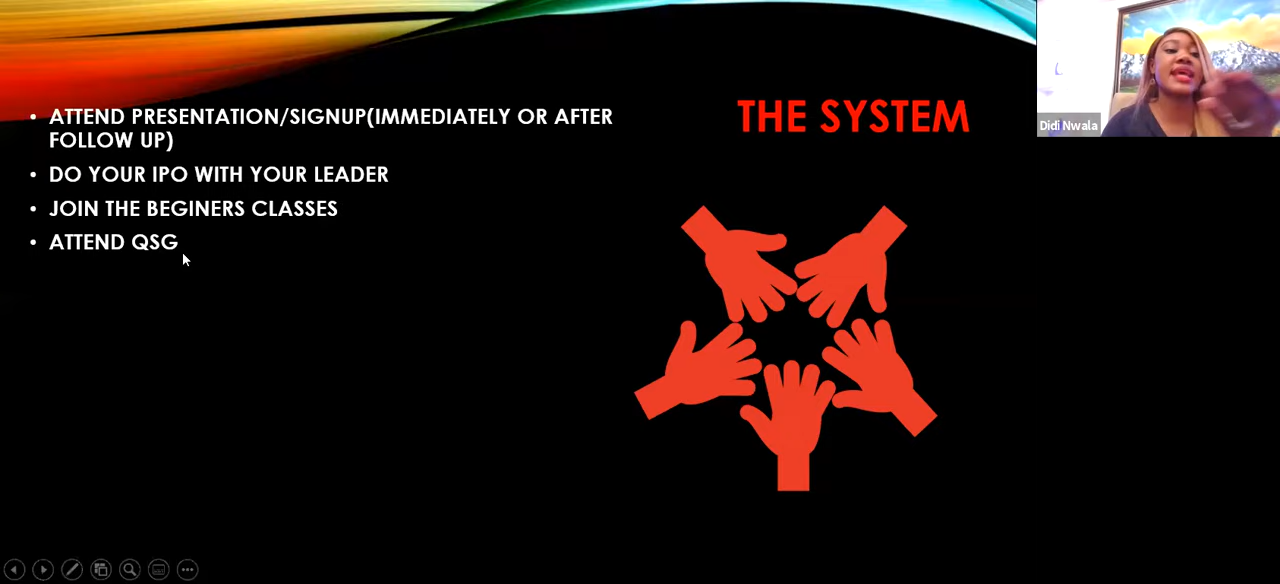 ATTEND PRESENTATION/SIGNUP(IMMEDIATELY OR AFTER
FOLLOW UP)
DO YOUR IPO WITH YOUR LEADER
JOIN THE BEGINERS CLASSES
ATTEND QSG
THE SYSTEM
Didi Nwala